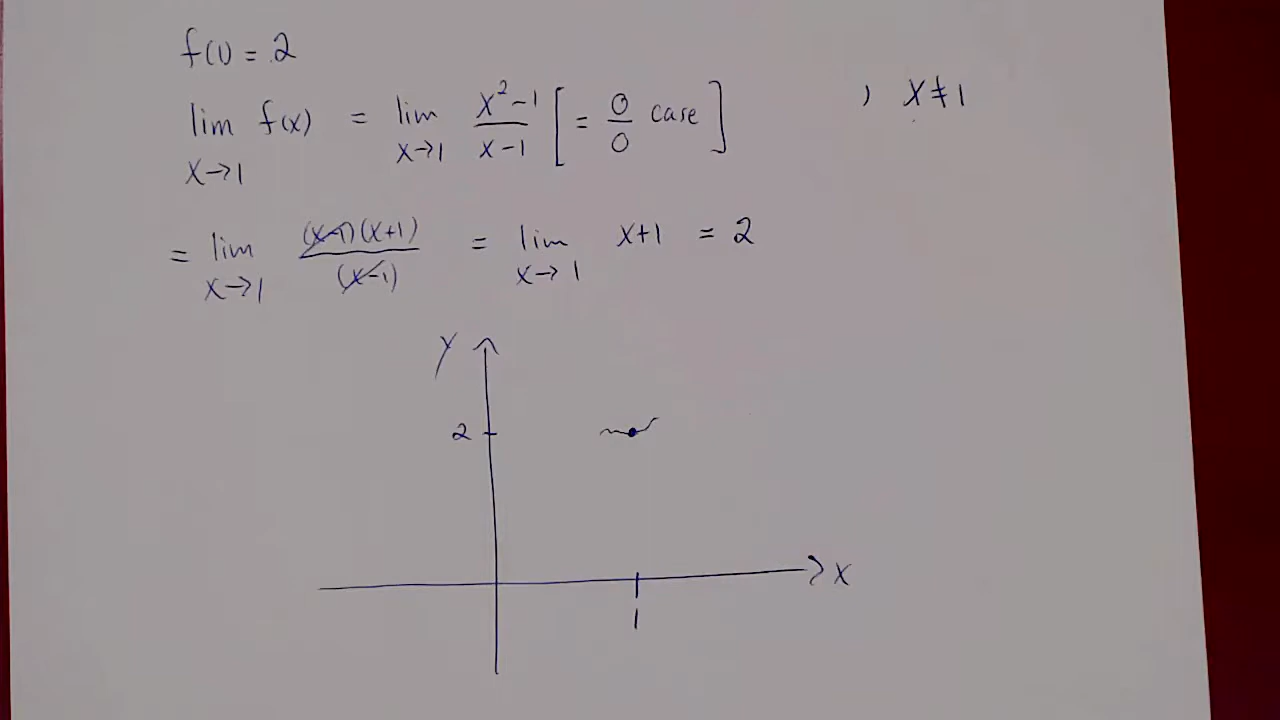 f(1) = 2
lim x→1 f(x) = lim x→1 (x² - 1)/(x - 1) [ = 0/0 case ] , x ≠ 1
= lim x→1 (x-1)(x+1)/(x-1) = lim x→1 x+1 = 2
y
2
x
1